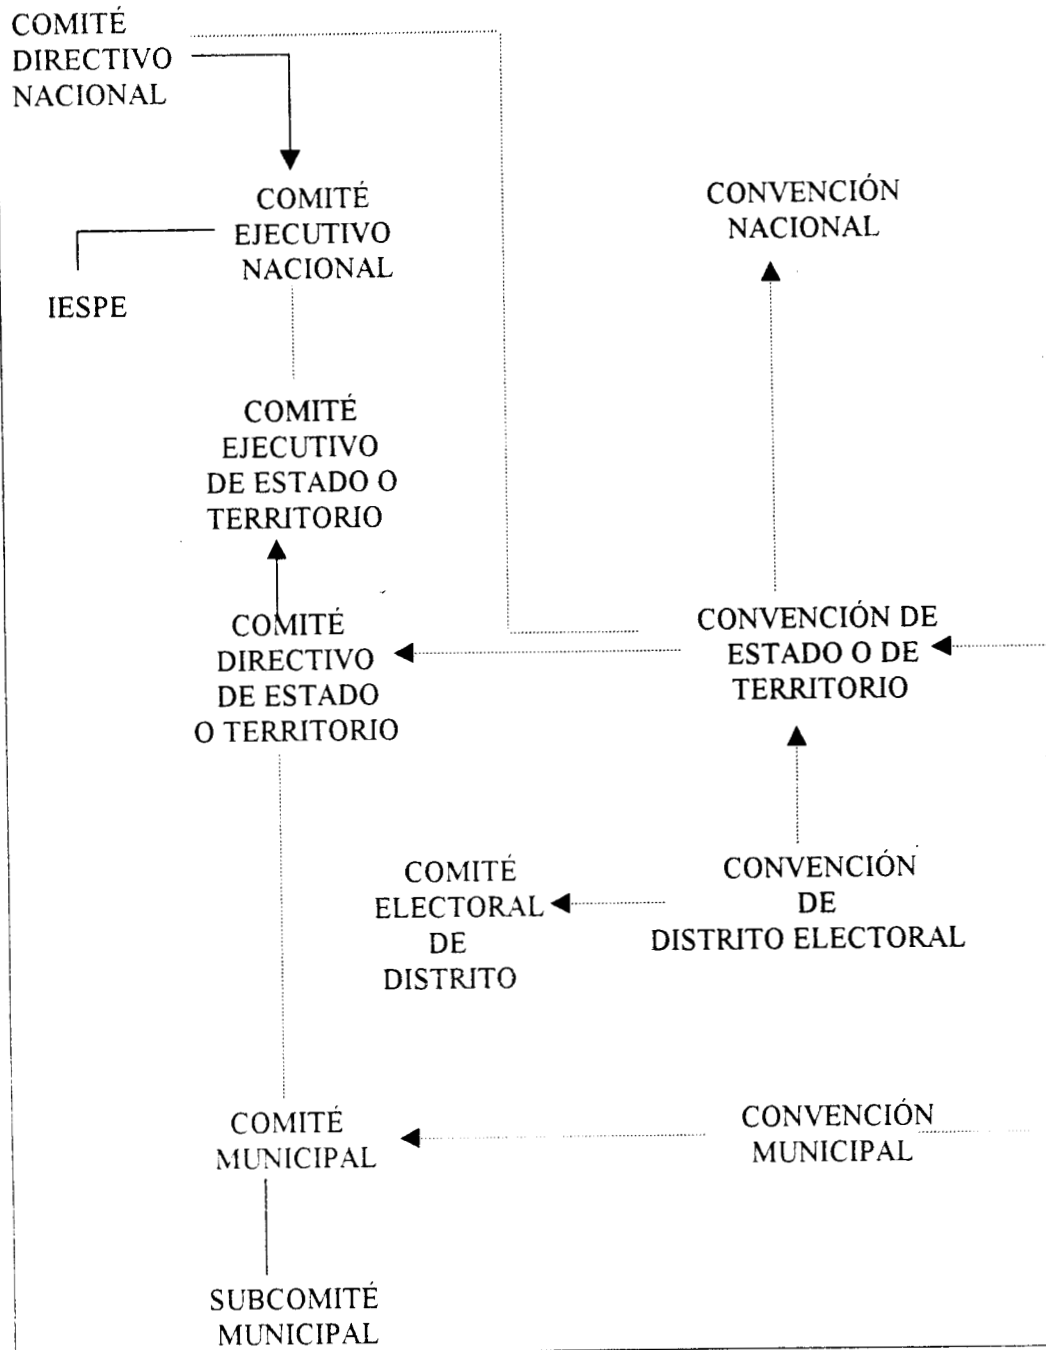 COMITÉ
DIRECTIVO
NACIONAL
COMITÉ
EJECUTIVO
NACIONAL
CONVENCIÓN
NACIONAL
IESPE
COMITÉ
EJECUTIVO
DE ESTADO O
TERRITORIO
COMITÉ
DIRECTIVO
DE ESTADO
O TERRITORIO
CONVENCIÓN DE
ESTADO O DE
TERRITORIO
COMITÉ
ELECTORAL
DE
DISTRITO
CONVENCIÓN
DE
DISTRITO ELECTORAL
COMITÉ
MUNICIPAL
CONVENCIÓN
MUNICIPAL
SUBCOMITÉ
MUNICIPAL